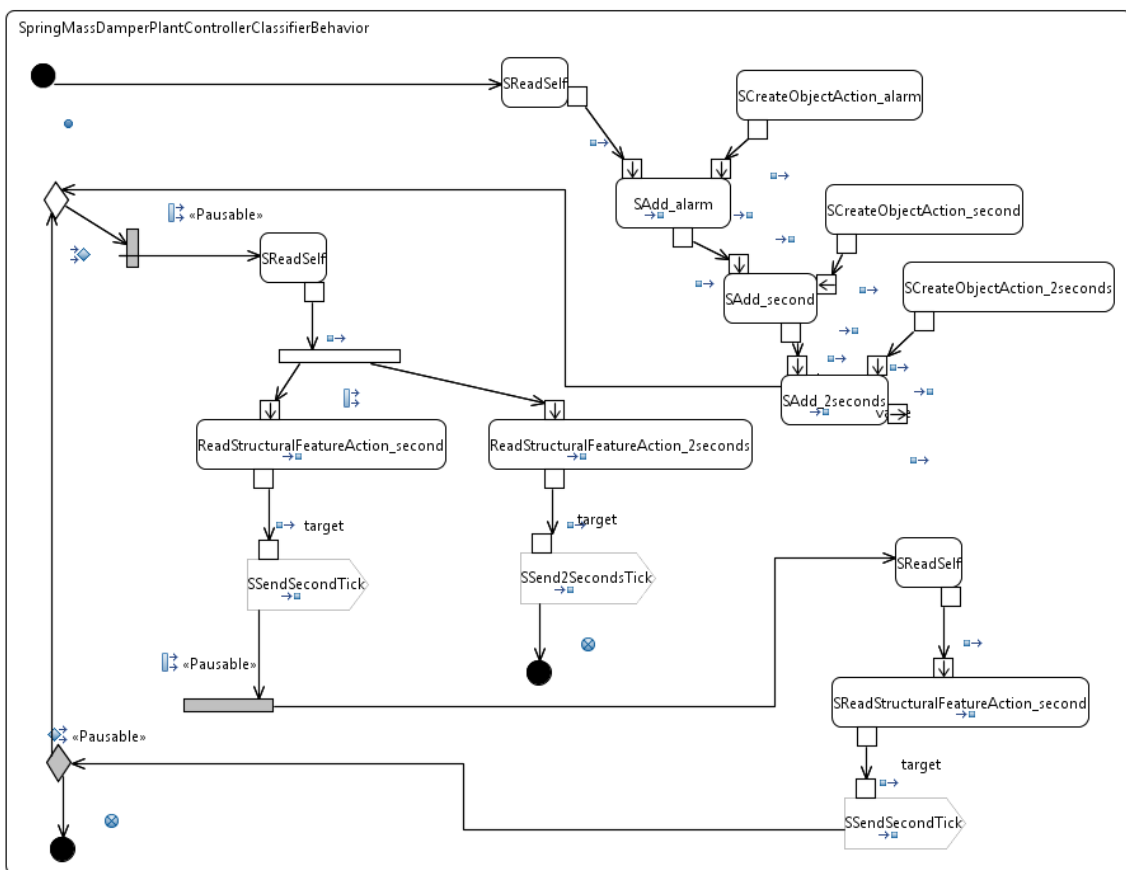 SpringMassDamperPlantControllerClassifierBehavior
SReadSelf
SCreateObjectAction_alarm
SAdd_alarm
SCreateObjectAction_second
«Pausable»
SReadSelf
SAdd_second
SCreateObjectAction_2seconds
SAdd_2seconds
ReadStructuralFeatureAction_second
ReadStructuralFeatureAction_2seconds
target
target
SSendSecondTick
SSend2SecondsTick
SReadSelf
«Pausable»
SReadStructuralFeatureAction_second
«Pausable»
target
SSendSecondTick